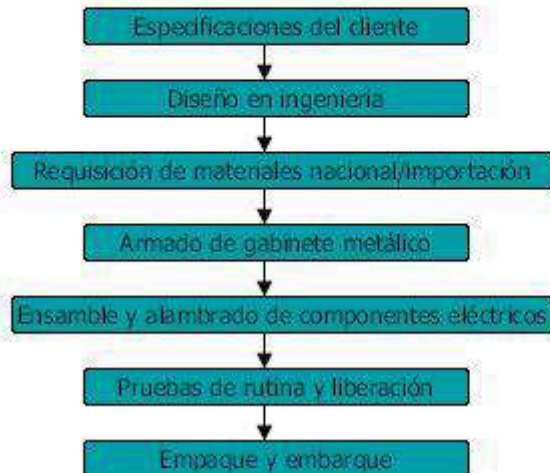 Especificaciones del cliente
Diseño en ingenieria
Requisición de materiales nacional/importación
Armado de gabinete metálico
Ensamble y alambrado de componentes eléctricos
Pruebas de rutina y liberación
Empaque y embarque